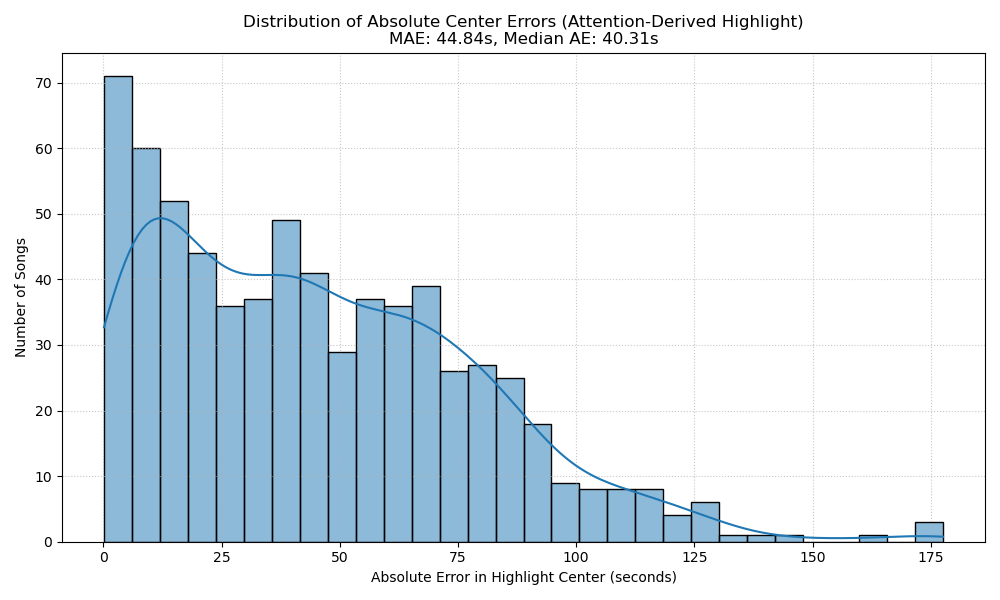 Distribution of Absolute Center Errors (Attention-Derived Highlight)
MAE: 44.84s, Median AE: 40.31s
Number of Songs
70
60
50
40
30
20
10
0
0 25 50 75 100 125 150 175
Absolute Error in Highlight Center (seconds)